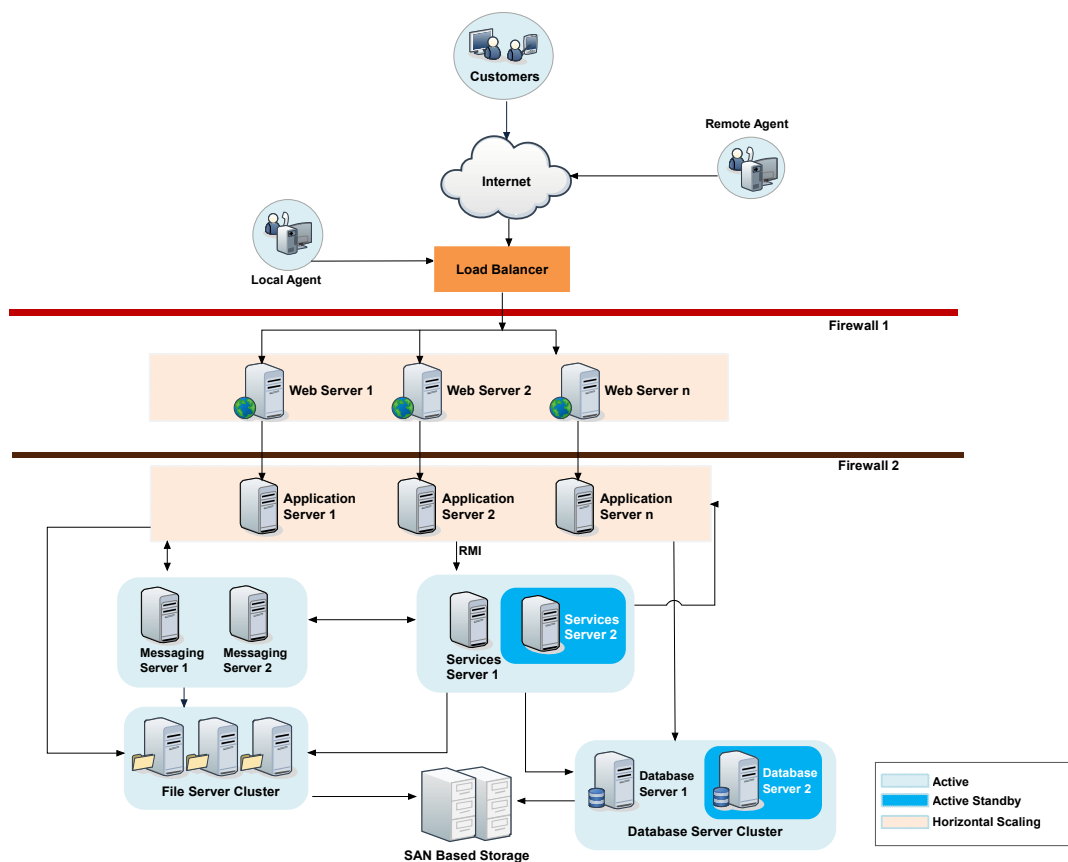 Customers
Remote Agent
Internet
Local Agent
Load Balancer
Firewall 1
Web Server 1
Web Server 2
Web Server n
Firewall 2
Application
Server 1
Application
Server 2
Application
Server n
RMI
Messaging
Server 1
Messaging
Server 2
Services
Server 1
Services
Server 2
File Server Cluster
Database
Server 1
Database
Server 2
Database Server Cluster
SAN Based Storage
Active
Active Standby
Horizontal Scaling